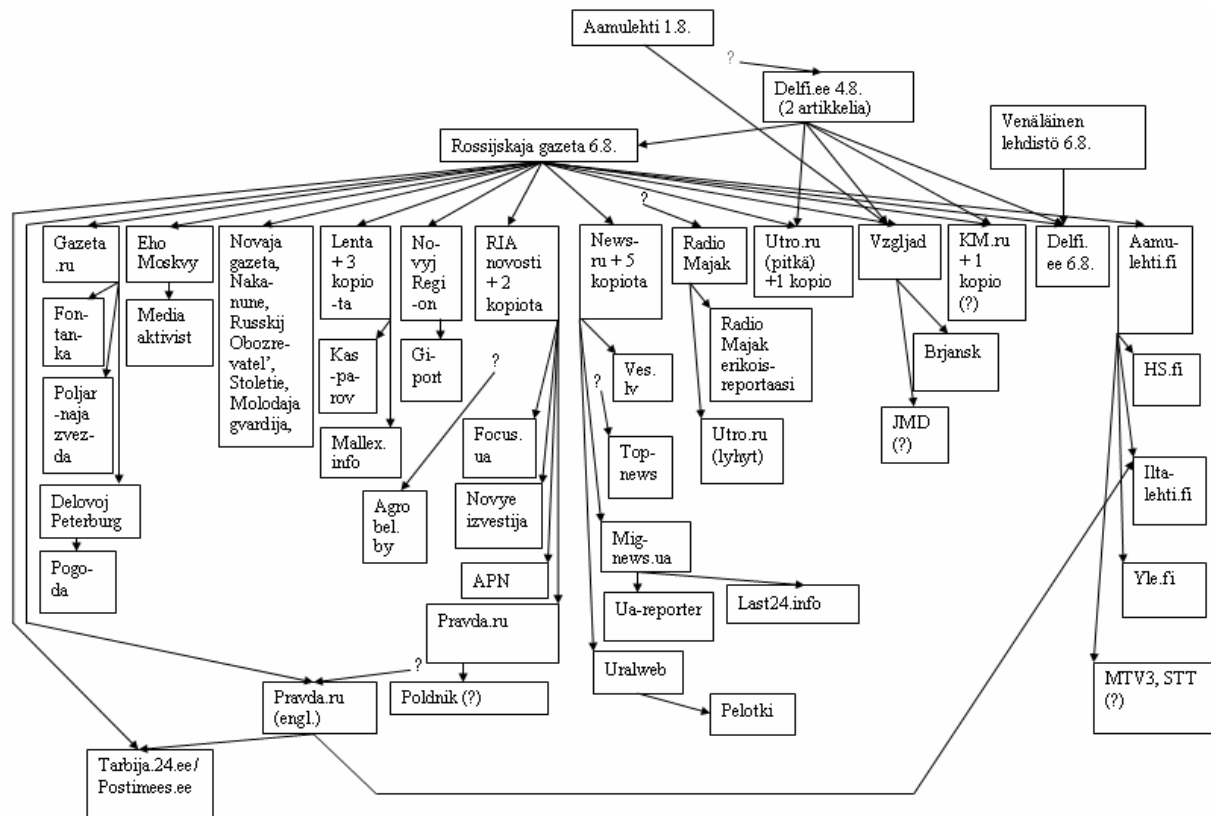 Aamulehti 1.8.
?
Delfi.ee 4.8.
(2 artikkelia)
Venäläinen
lehdistö 6.8.
Rossijskaja gazeta 6.8.
Gazeta
.ru
Eho
Moskvy
Novaja
gazeta,
Naka-
nune,
Russkij
Obozre-
vatel’,
Stoletie,
Molodaja
gvardija,
Lenta
+ 3
kopio
-ta
No-
vyj
Regi
-on
RIA
novosti
+ 2
kopiota
News-
ru + 5
kopiota
?
Radio
Majak
Utro.ru
(pitkä)
+1 kopio
Vzgljad
KM.ru
+ 1
kopio
(?)
Delfi.
ee 6.8.
Aamu-
lehti.fi
Fon-
tan-
ka
Media
aktivist
Poljar
-naja
zvez-
da
Kas
-pa-
rov
Gi-
port
?
Mallex.
info
Delovoj
Peterburg
Pogo-
da
Agro
bel.
by
Focus.
ua
Novye
izvestija
APN
Pravda.ru
?
Poldnik (?)
Pravda.ru
(engl.)
Tarbija.24.ee/
Postimees.ee
Ves.
lv
?
Top-
news
Mig-
news.ua
Ua-reporter
Last24.info
Uralweb
Pelotki
Radio
Majak
erikois-
reportaasi
Utro.ru
(lyhyt)
Brjansk
JMD
(?)
HS.fi
Ilta-
lehti.fi
Yle.fi
MTV3, STT
(?)